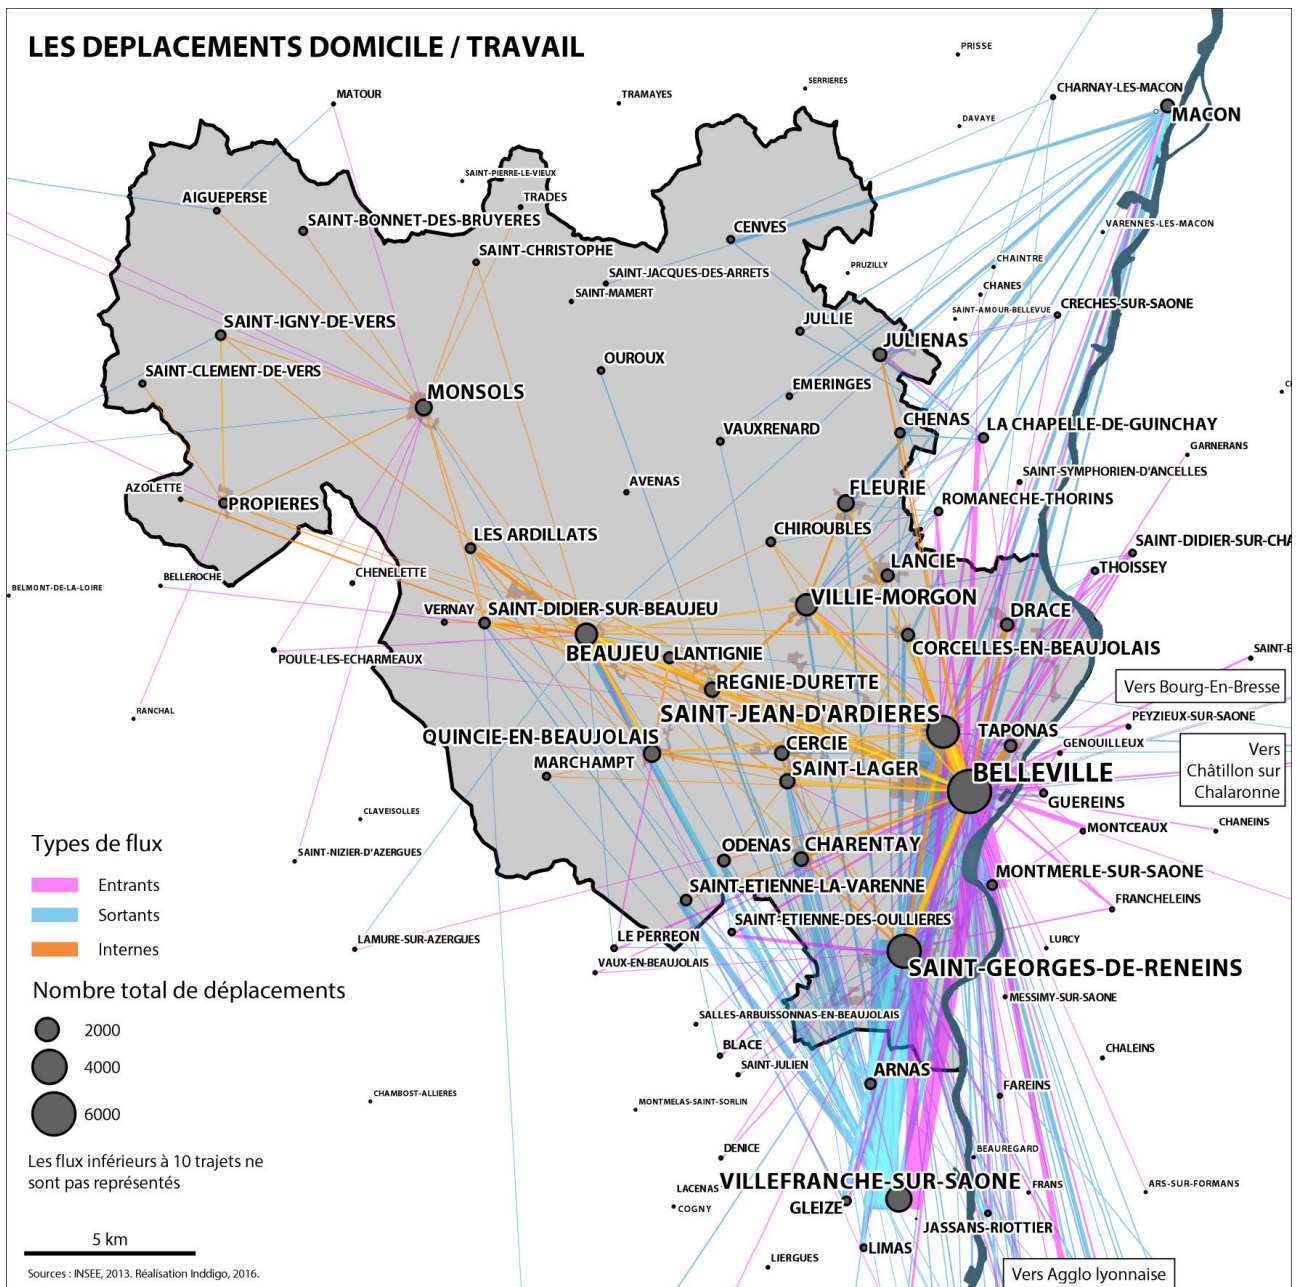 LES DEPLACEMENTS DOMICILE / TRAVAIL
PRISSE
SERRIERES
CHARNAY-LES-MACON
MATOUR
TRAMAYES
MACON
DAVAYE
SAINT-PIERRE-LE-VIEUX
AIGUEPERSE
TRADES
SAINT-BONNET-DES-BRUYERES
CENVES
VARENNES-LES-MACON
SAINT-CHRISTOPHE
CHAINTRE
PRUZILLY
SAINT-JACQUES-DES-ARRETS
CHANES
SAINT-MAMERT
CRECHES-SUR-SAONE
SAINT-AMOUR-BELLEVUE
JULLIE
SAINT-IGNY-DE-VERS
JULIENAS
OUROUX
SAINT-CLEMENT-DE-VERS
EMERINGES
MONSOLS
CHENAS
LA CHAPELLE-DE-GUINCHAY
VAUXRENARD
GARNERANS
SAINT-SYMPHORIEN-D'ANCELLES
AVENAS
AZOLETTE
FLEURIE
ROMANECHE-THORINS
PROPIERES
CHIROUBLES
LES ARDILLATS
SAINT-DIDIER-SUR-CHA
LANCIE
THOISSEY
CHENELETTE
BELLEROCHE
BELMONT-DE-LA-LOIRE
VILLIE-MORGON
VERNAY
SAINT-DIDIER-SUR-BEAUJEU
DRACE
CORCELLES-EN-BEAUJOLAIS
BEAUJEU
LANTIGNIE
SAINT-E
POULE-LES-ECHARMEAUX
REGNIE-DURETTE
Vers Bourg-En-Bresse
RANCHAL
SAINT-JEAN-D'ARDIERES
PEYZIEUX-SUR-SAONE
TAPONAS
QUINCIE-EN-BEAUJOLAIS
CERCIE
GENOUILLEUX
Vers
Châtillon sur
Chalaronne
MARCHAMPT
SAINT-LAGER
BELLEVILLE
GUEREINS
CLAVEISOLLES
MONTCEAUX
CHANEINS
Types de flux
ODENAS
CHARENTAY
SAINT-NIZIER-D'AZERGUES
MONTMERLE-SUR-SAONE
Entrants
SAINT-ETIENNE-LA-VARENNE
FRANCHELEINS
Sortants
SAINT-ETIENNE-DES-OULLIERES
LE PERREON
LAMURE-SUR-AZERGUES
LURCY
Internes
VAUX-EN-BEAUJOLAIS
SAINT-GEORGES-DE-RENEINS
Nombre total de déplacements
MESSIMY-SUR-SAONE
SALLES-ARBUISSONNAS-EN-BEAUJOLAIS
2000
BLACE
CHALEINS
4000
SAINT-JULIEN
ARNAS
CHAMBOST-ALLIERES
FAREINS
6000
MONTMELAS-SAINT-SORLIN
DENICE
BEAUREGARD
Les flux inférieurs à 10 trajets ne
sont pas représentés
VILLEFRANCHE-SUR-SAONE
LACENAS
FRANS
ARS-SUR-FORMANS
COGNY
GLEIZE
JASSANS-RIOTTIER
5 km
LIMAS
LIERGUES
Vers Agglo lyonnaise
Sources : INSEE, 2013. Réalisation Inddigo, 2016.